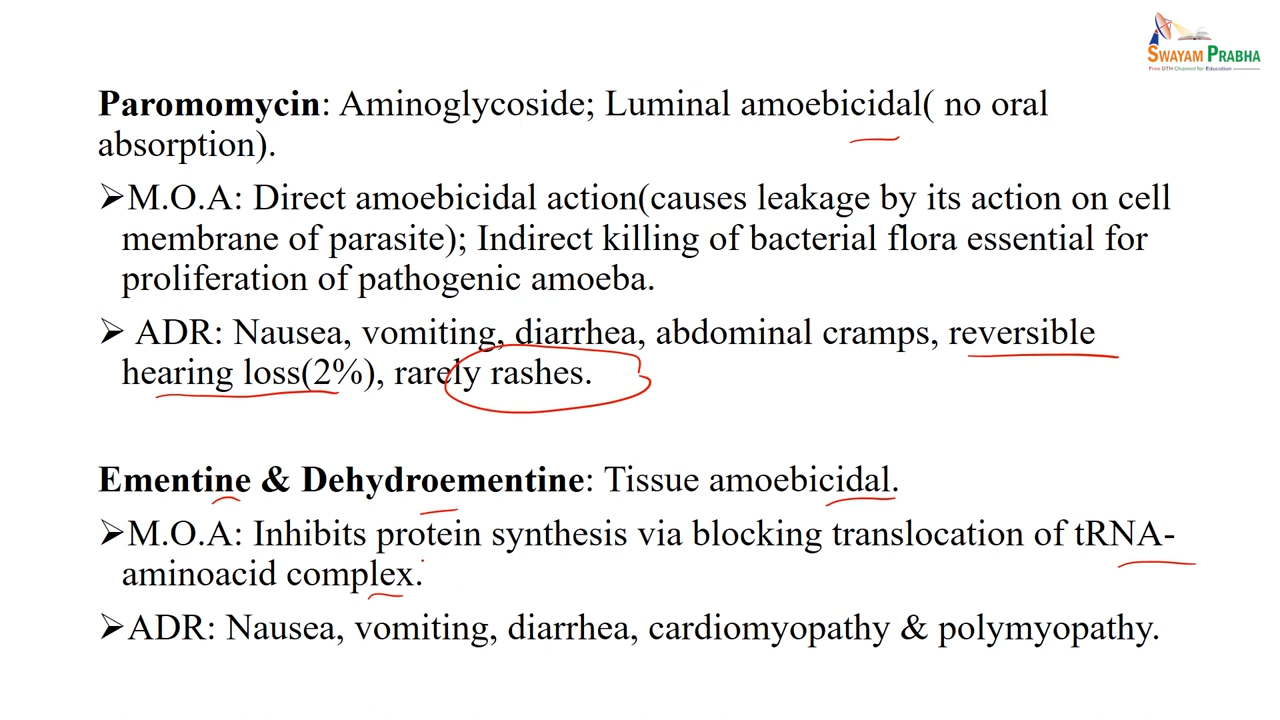 SWAYAM PRABHA
Free DTH Channel for Education
Paromomycin: Aminoglycoside; Luminal amoebicidal( no oral
absorption).
➢M.O.A: Direct amoebicidal action(causes leakage by its action on cell
membrane of parasite); Indirect killing of bacterial flora essential for
proliferation of pathogenic amoeba.
➢ ADR: Nausea, vomiting, diarrhea, abdominal cramps, reversible
hearing loss(2%), rarely rashes.
Ementine & Dehydroementine: Tissue amoebicidal.
➢M.O.A: Inhibits protein synthesis via blocking translocation of tRNA-
aminoacid complex.
➢ADR: Nausea, vomiting, diarrhea, cardiomyopathy & polymyopathy.